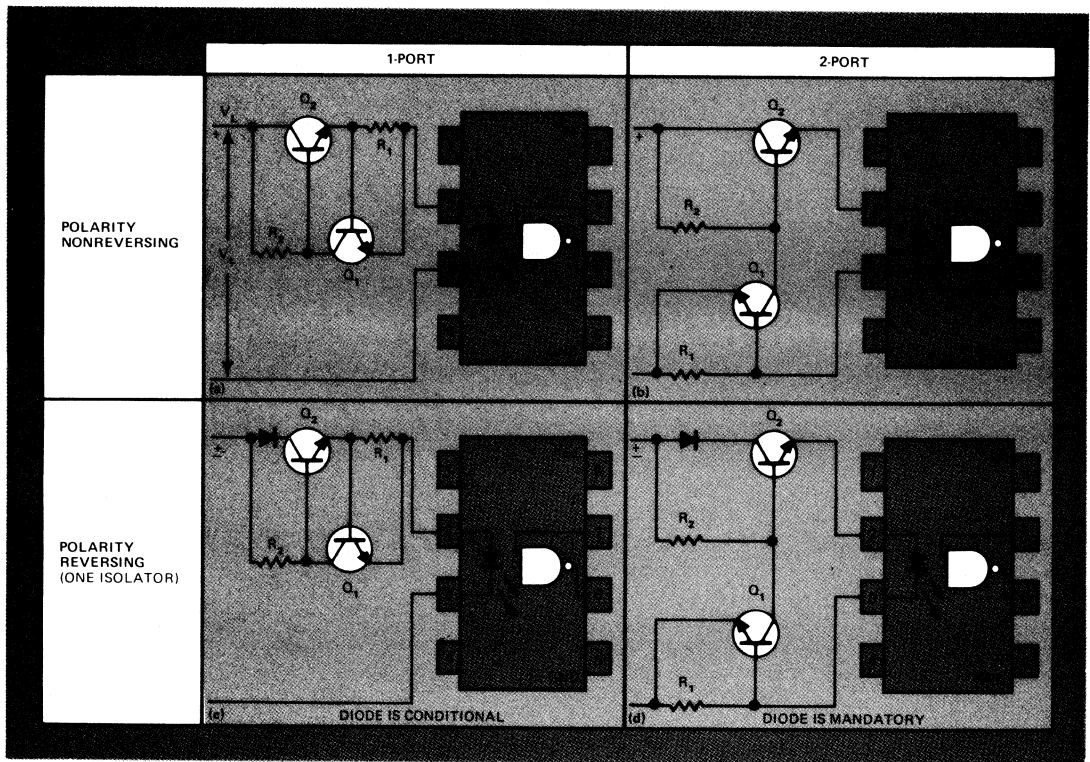 1-PORT
2-PORT
POLARITY
NONREVERSING
Q2
R1
R2
Q1
(a)
+
Q2
R2
Q1
R1
(b)
POLARITY
REVERSING
(ONE ISOLATOR)
±
Q2
R1
R2
Q1
(c)
DIODE IS CONDITIONAL
±
Q2
R2
Q1
R1
(d)
DIODE IS MANDATORY